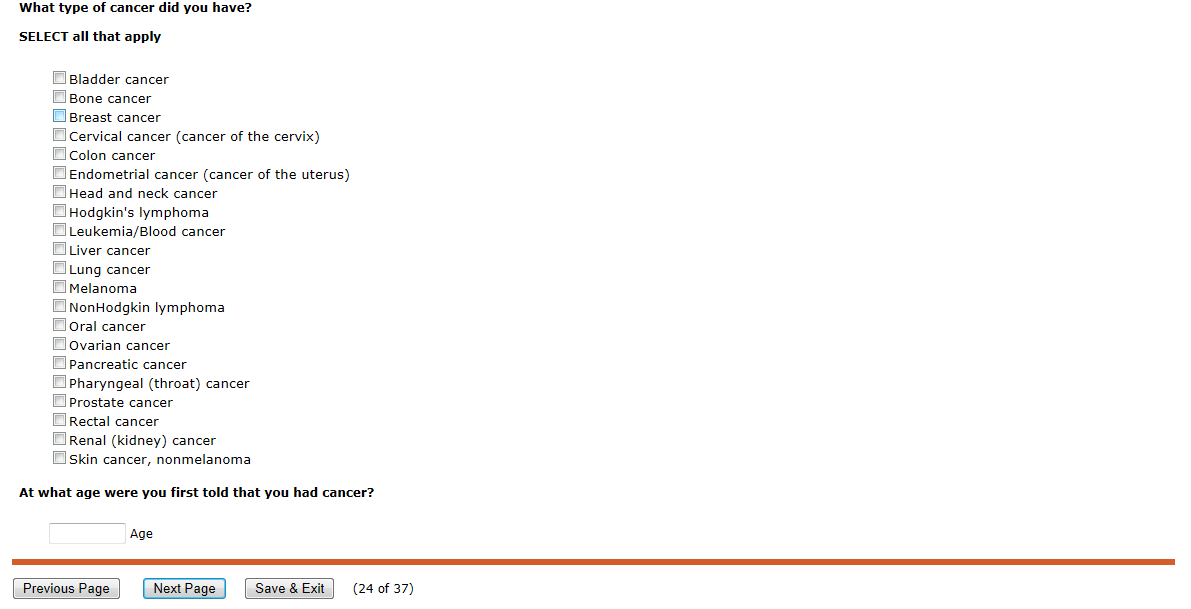 What type of cancer did you have?
SELECT all that apply
Bladder cancer
Bone cancer
Breast cancer
Cervical cancer (cancer of the cervix)
Colon cancer
Endometrial cancer (cancer of the uterus)
Head and neck cancer
Hodgkin's lymphoma
Leukemia/Blood cancer
Liver cancer
Lung cancer
Melanoma
NonHodgkin lymphoma
Oral cancer
Ovarian cancer
Pancreatic cancer
Pharyngeal (throat) cancer
Prostate cancer
Rectal cancer
Renal (kidney) cancer
Skin cancer, nonmelanoma
At what age were you first told that you had cancer?
Age
Previous Page Next Page Save & Exit (24 of 37)